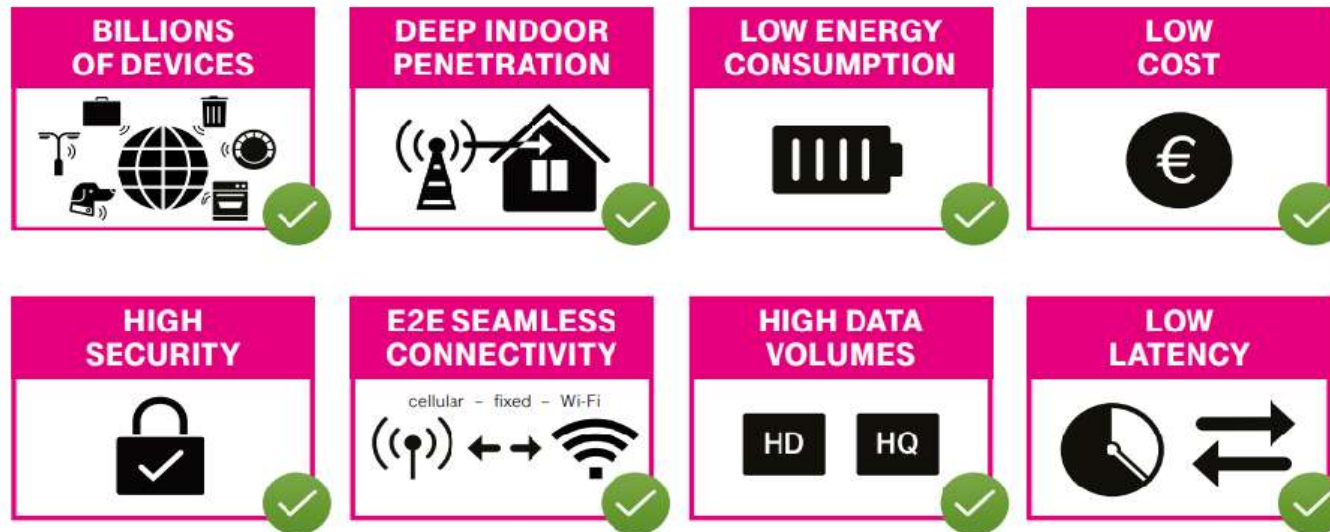 BILLIONS
OF DEVICES
DEEP INDOOR
PENETRATION
LOW ENERGY
CONSUMPTION
LOW
COST
€
HIGH
SECURITY
E2E SEAMLESS
CONNECTIVITY
cellular – fixed – Wi-Fi
HIGH DATA
VOLUMES
HD HQ
LOW
LATENCY